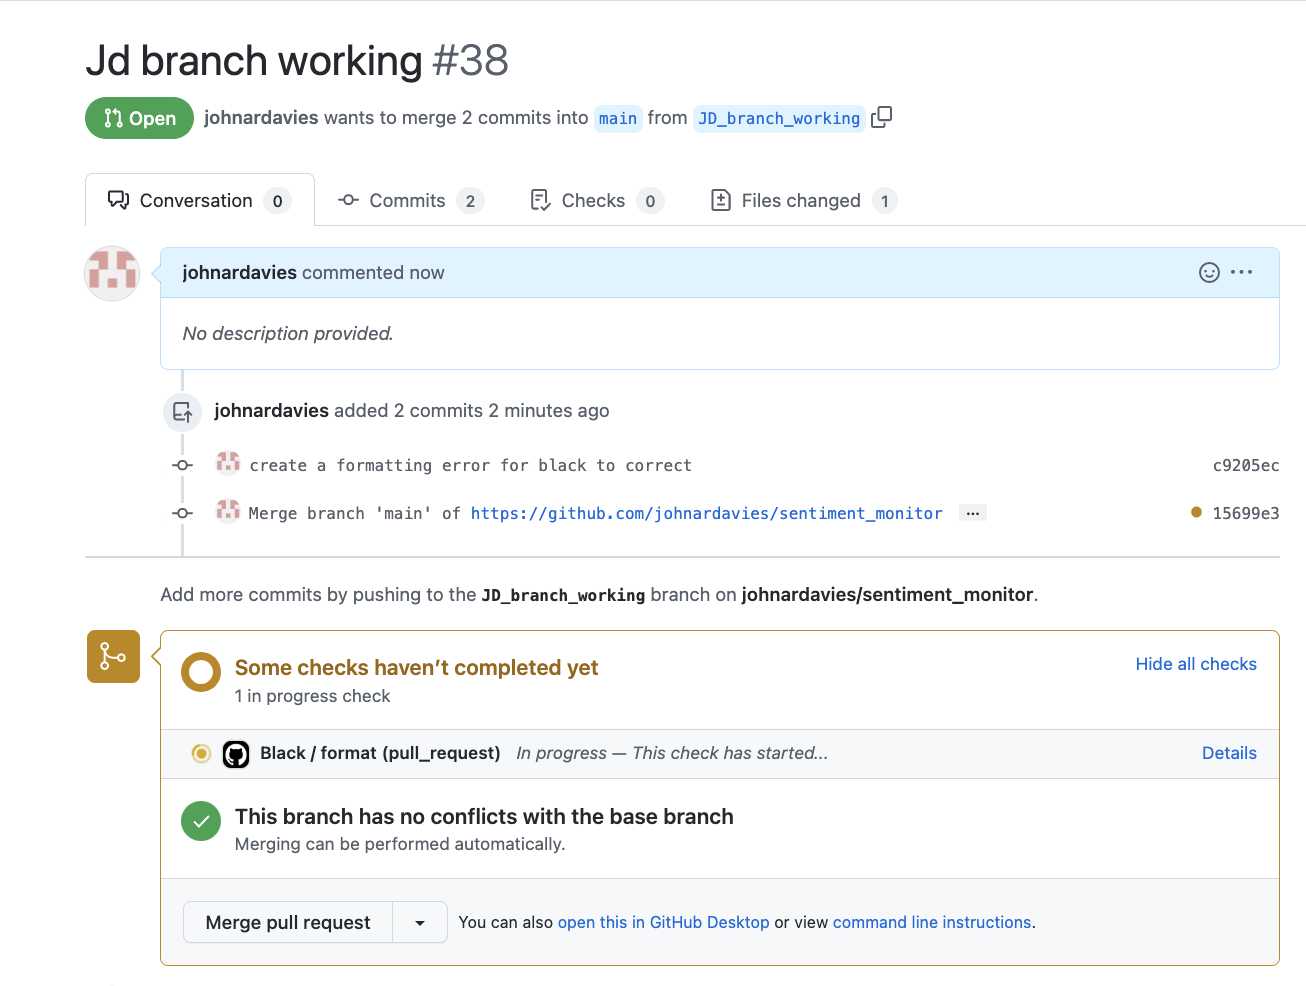 Jd branch working #38
Open johnardavies wants to merge 2 commits into main from JD_branch_working
Conversation 0 Commits 2 Checks 0 Files changed 1
johnardavies commented now
No description provided.
johnardavies added 2 commits 2 minutes ago
create a formatting error for black to correct c9205ec
Merge branch 'main' of https://github.com/johnardavies/sentiment_monitor ... 15699e3
Add more commits by pushing to the JD_branch_working branch on johnardavies/sentiment_monitor.
Some checks haven’t completed yet Hide all checks
1 in progress check
Black / format (pull_request) In progress — This check has started... Details
This branch has no conflicts with the base branch
Merging can be performed automatically.
Merge pull request You can also open this in GitHub Desktop or view command line instructions.